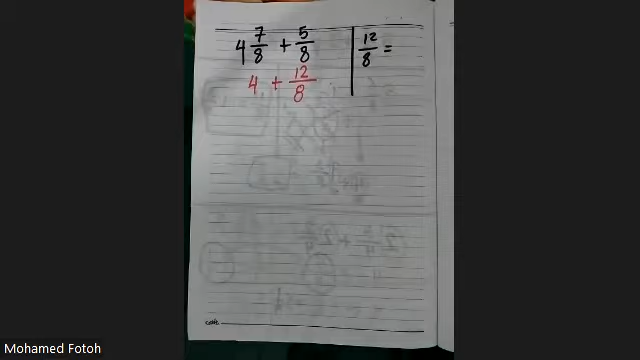 4 7/8 + 5/8
4 + 12/8
12/8 =
Mohamed Fotoh